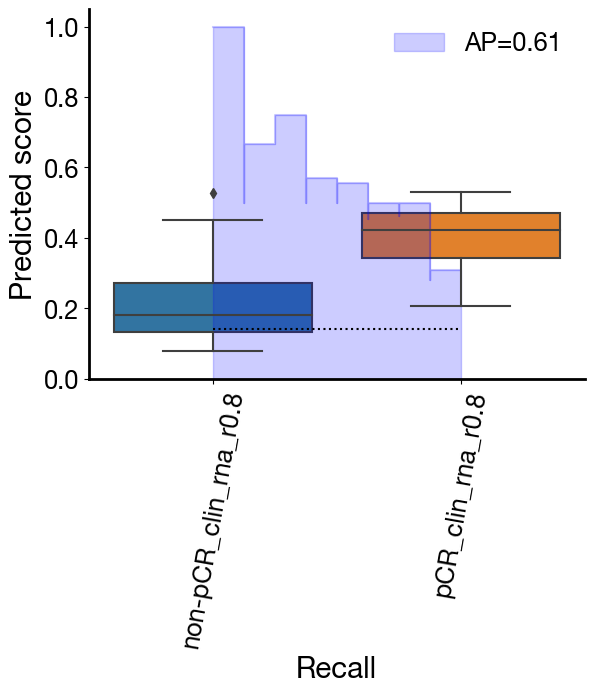 AP=0.61
Predicted score
1.0
0.8
0.6
0.4
0.2
0.0
non-pCR_clin_rna_r0.8
pCR_clin_rna_r0.8
Recall